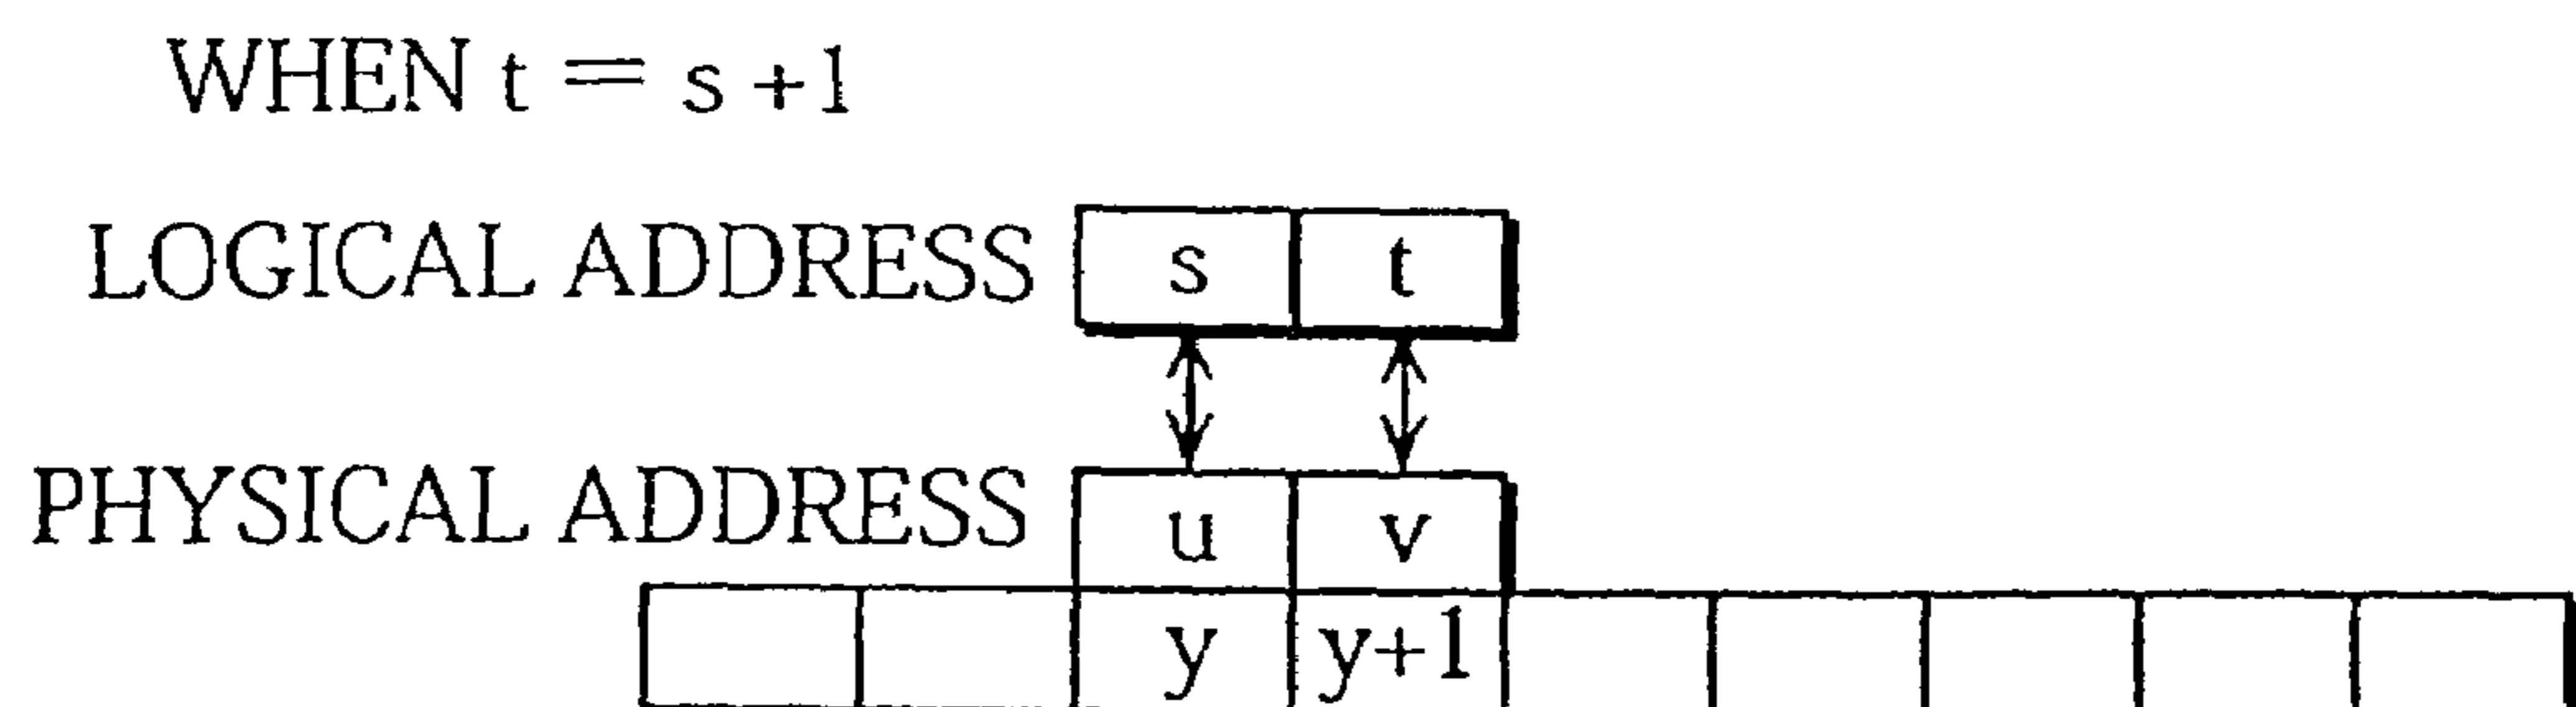 WHEN t = s +1
LOGICAL ADDRESS s t
PHYSICAL ADDRESS u v
y y+1